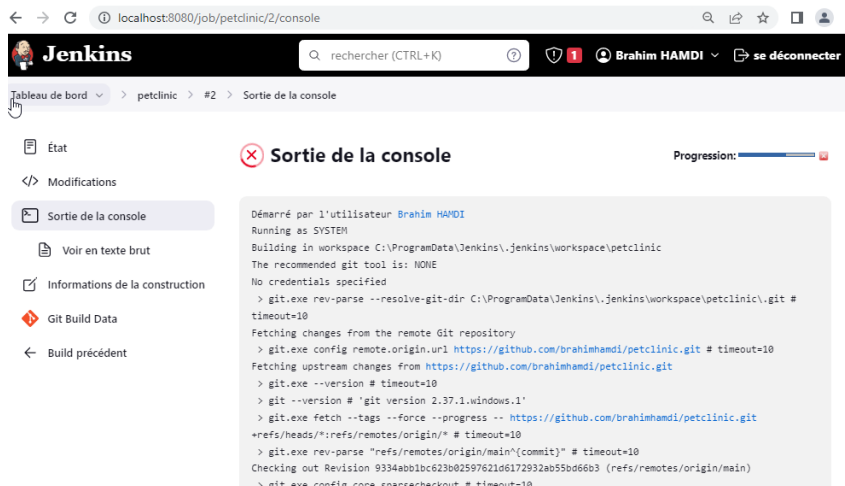 localhost:8080/job/petclinic/2/console
Jenkins
rechercher (CTRL+K)
?
1
Brahim HAMDI
se déconnecter
Tableau de bord > petclinic > #2 > Sortie de la console
État
Modifications
Sortie de la console
Voir en texte brut
Informations de la construction
Git Build Data
Build précédent
Sortie de la console
Progression:
Démarré par l'utilisateur Brahim HAMDI
Running as SYSTEM
Building in workspace C:\ProgramData\Jenkins\.jenkins\workspace\petclinic
The recommended git tool is: NONE
No credentials specified
> git.exe rev-parse --resolve-git-dir C:\ProgramData\Jenkins\.jenkins\workspace\petclinic\.git #
timeout=10
Fetching changes from the remote Git repository
> git.exe config remote.origin.url https://github.com/brahimhamdi/petclinic.git # timeout=10
Fetching upstream changes from https://github.com/brahimhamdi/petclinic.git
> git.exe --version # timeout=10
> git --version # 'git version 2.37.1.windows.1'
> git.exe fetch --tags --force --progress -- https://github.com/brahimhamdi/petclinic.git
+refs/heads/*:refs/remotes/origin/* # timeout=10
> git.exe rev-parse "refs/remotes/origin/main^{commit}" # timeout=10
Checking out Revision 9334abb1bc623b02597621d6172932ab55bd66b3 (refs/remotes/origin/main)
> git.exe config core.sparsecheckout # timeout=10